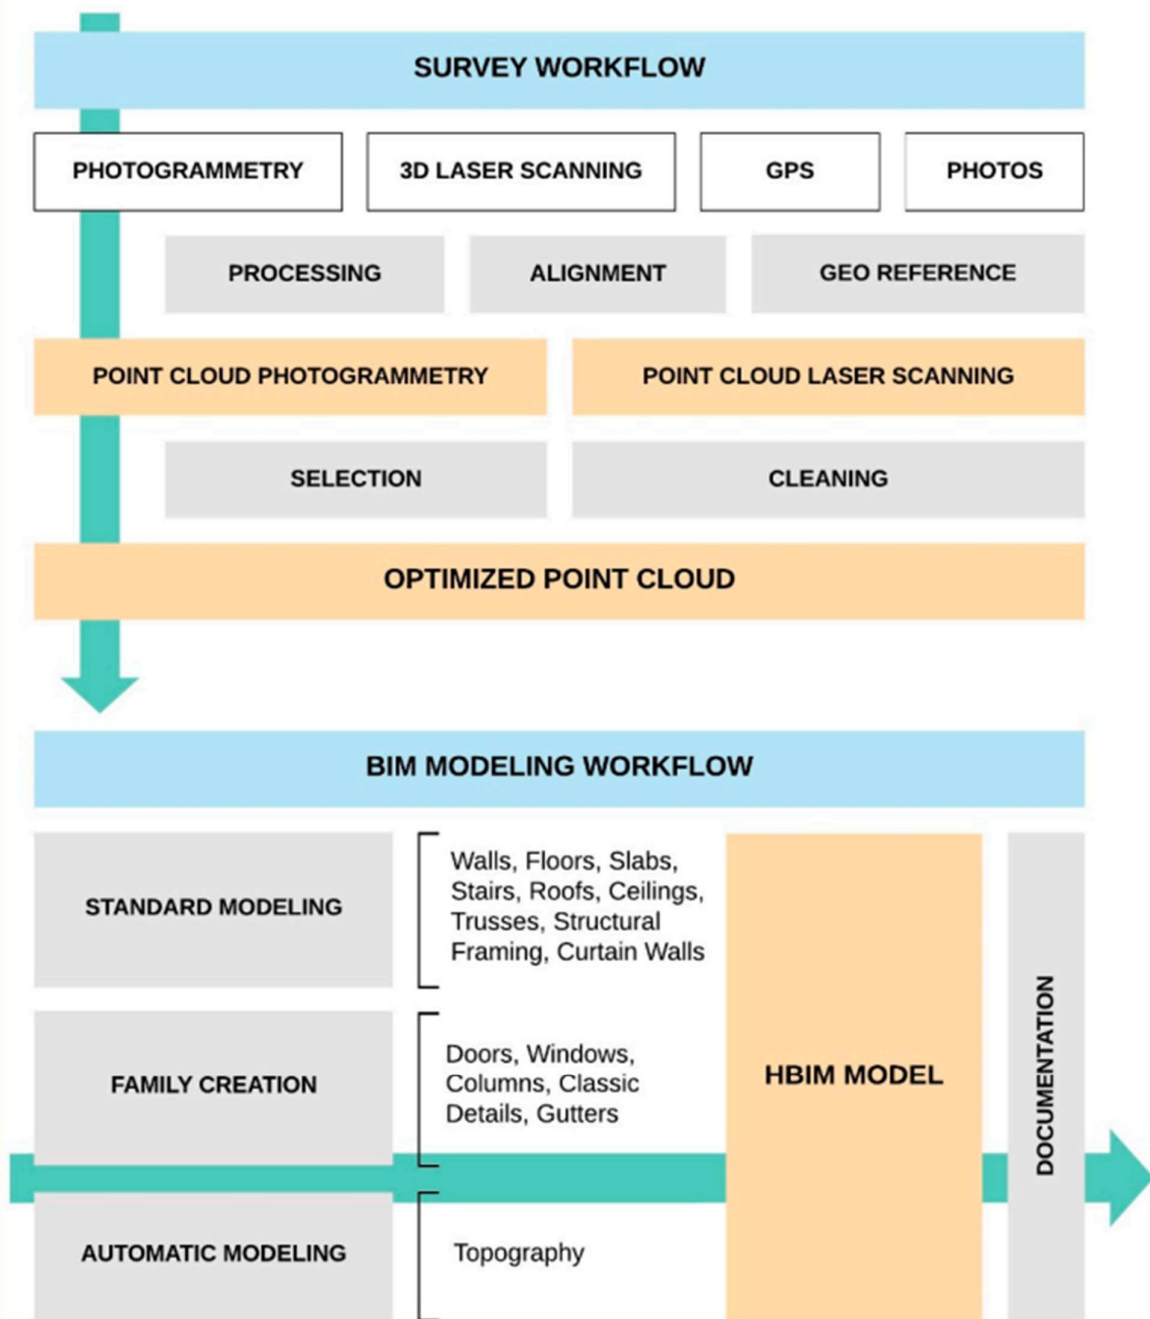 SURVEY WORKFLOW
PHOTOGRAMMETRY
3D LASER SCANNING
GPS
PHOTOS
PROCESSING
ALIGNMENT
GEO REFERENCE
POINT CLOUD PHOTOGRAMMETRY
POINT CLOUD LASER SCANNING
SELECTION
CLEANING
OPTIMIZED POINT CLOUD
BIM MODELING WORKFLOW
STANDARD MODELING
Walls, Floors, Slabs,
Stairs, Roofs, Ceilings,
Trusses, Structural
Framing, Curtain Walls
FAMILY CREATION
Doors, Windows,
Columns, Classic
Details, Gutters
AUTOMATIC MODELING
Topography
HBIM MODEL
DOCUMENTATION